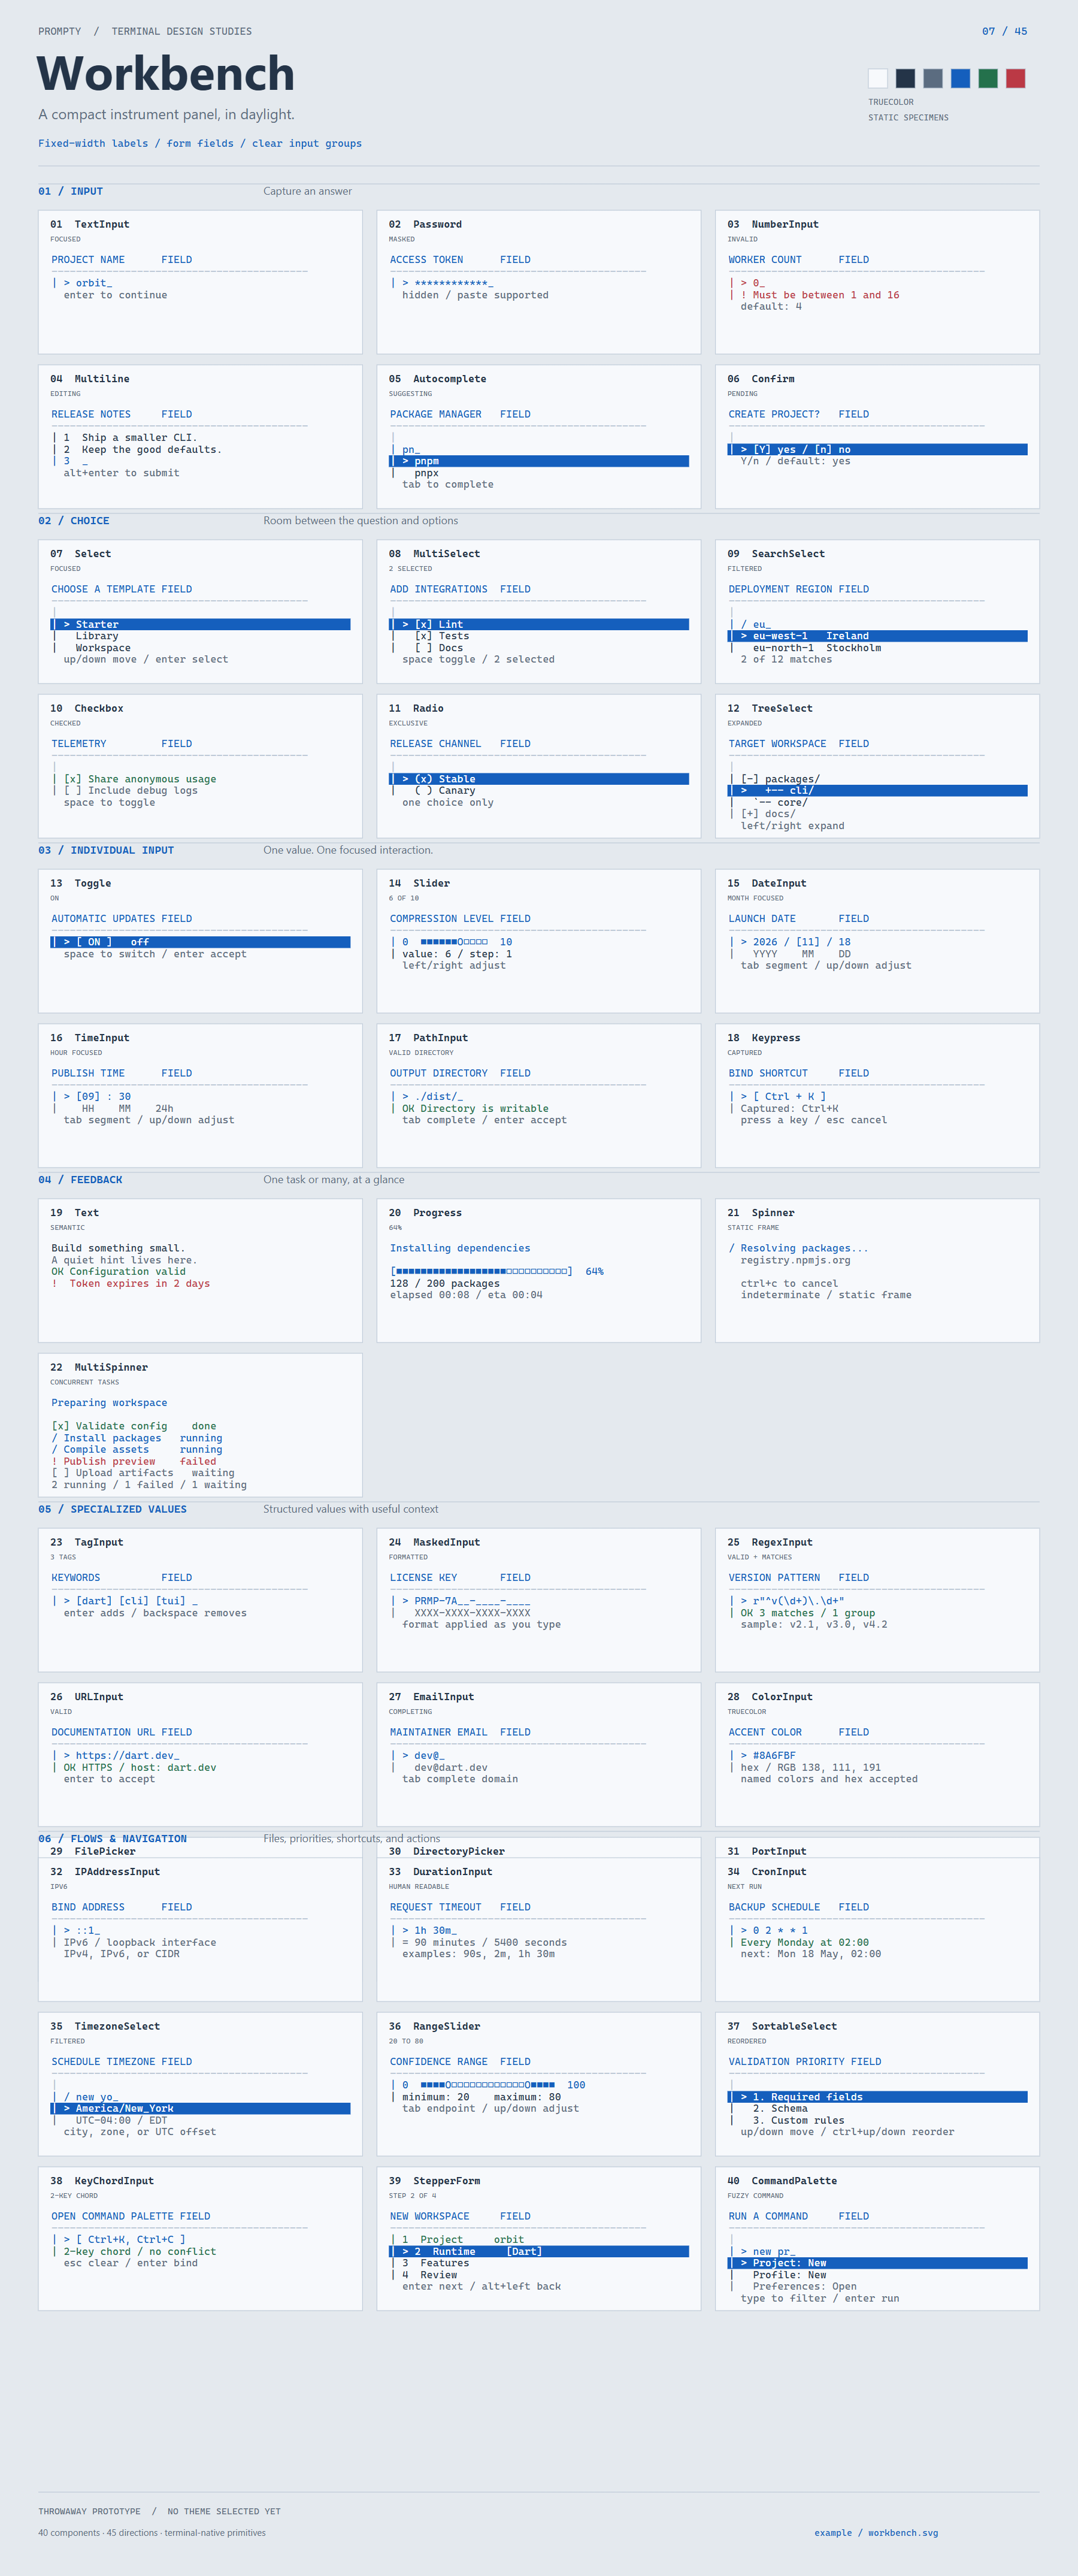 PROMPTY / TERMINAL DESIGN STUDIES
07 / 45
Workbench
A compact instrument panel, in daylight.
TRUECOLOR
STATIC SPECIMENS
Fixed-width labels / form fields / clear input groups
01 / INPUT
Capture an answer
01 TextInput
FOCUSED
PROJECT NAME FIELD
| > orbit_
enter to continue
02 Password
MASKED
ACCESS TOKEN FIELD
| > ************_
hidden / paste supported
03 NumberInput
INVALID
WORKER COUNT FIELD
| > 0_
| ! Must be between 1 and 16
default: 4
04 Multiline
EDITING
RELEASE NOTES FIELD
| 1 Ship a smaller CLI.
| 2 Keep the good defaults.
| 3 _
alt+enter to submit
05 Autocomplete
SUGGESTING
PACKAGE MANAGER FIELD
|
| pn_
| > pnpm
| pnpx
tab to complete
06 Confirm
PENDING
CREATE PROJECT? FIELD
|
| > [Y] yes / [n] no
Y/n / default: yes
02 / CHOICE
Room between the question and options
07 Select
FOCUSED
CHOOSE A TEMPLATE FIELD
|
| > Starter
| Library
| Workspace
up/down move / enter select
08 MultiSelect
2 SELECTED
ADD INTEGRATIONS FIELD
|
| > [x] Lint
| [x] Tests
| [ ] Docs
space toggle / 2 selected
09 SearchSelect
FILTERED
DEPLOYMENT REGION FIELD
|
| / eu_
| > eu-west-1 Ireland
| eu-north-1 Stockholm
2 of 12 matches
10 Checkbox
CHECKED
TELEMETRY FIELD
|
| [x] Share anonymous usage
| [ ] Include debug logs
space to toggle
11 Radio
EXCLUSIVE
RELEASE CHANNEL FIELD
|
| > (x) Stable
| ( ) Canary
one choice only
12 TreeSelect
EXPANDED
TARGET WORKSPACE FIELD
|
| [-] packages/
| > +-- cli/
| `-- core/
| [+] docs/
left/right expand
03 / INDIVIDUAL INPUT
One value. One focused interaction.
13 Toggle
ON
AUTOMATIC UPDATES FIELD
| > [ ON ] off
space to switch / enter accept
14 Slider
6 OF 10
COMPRESSION LEVEL FIELD
| 0 ■■■■■■O□□□□ 10
| value: 6 / step: 1
left/right adjust
15 DateInput
MONTH FOCUSED
LAUNCH DATE FIELD
| > 2026 / [11] / 18
| YYYY MM DD
tab segment / up/down adjust
16 TimeInput
HOUR FOCUSED
PUBLISH TIME FIELD
| > [09] : 30
| HH MM 24h
tab segment / up/down adjust
17 PathInput
VALID DIRECTORY
OUTPUT DIRECTORY FIELD
| > ./dist/_
| OK Directory is writable
tab complete / enter accept
18 Keypress
CAPTURED
BIND SHORTCUT FIELD
| > [ Ctrl + K ]
| Captured: Ctrl+K
press a key / esc cancel
04 / FEEDBACK
One task or many, at a glance
19 Text
SEMANTIC
Build something small.
A quiet hint lives here.
OK Configuration valid
! Token expires in 2 days
20 Progress
64%
Installing dependencies
[■■■■■■■■■■■■■■■■■■□□□□□□□□□□] 64%
128 / 200 packages
elapsed 00:08 / eta 00:04
21 Spinner
STATIC FRAME
/ Resolving packages...
registry.npmjs.org
ctrl+c to cancel
indeterminate / static frame
22 MultiSpinner
CONCURRENT TASKS
Preparing workspace
[x] Validate config done
/ Install packages running
/ Compile assets running
! Publish preview failed
[ ] Upload artifacts waiting
2 running / 1 failed / 1 waiting
05 / SPECIALIZED VALUES
Structured values with useful context
23 TagInput
3 TAGS
KEYWORDS FIELD
| > [dart] [cli] [tui] _
enter adds / backspace removes
24 MaskedInput
FORMATTED
LICENSE KEY FIELD
| > PRMP-7A__-____-____
| XXXX-XXXX-XXXX-XXXX
format applied as you type
25 RegexInput
VALID + MATCHES
VERSION PATTERN FIELD
| > r"^v(\d+)\.\d+"
| OK 3 matches / 1 group
sample: v2.1, v3.0, v4.2
26 URLInput
VALID
DOCUMENTATION URL FIELD
| > https://dart.dev_
| OK HTTPS / host: dart.dev
enter to accept
27 EmailInput
COMPLETING
MAINTAINER EMAIL FIELD
| > dev@_
| dev@dart.dev
tab complete domain
28 ColorInput
TRUECOLOR
ACCENT COLOR FIELD
| > #8A6FBF
| hex / RGB 138, 111, 191
named colors and hex accepted
06 / FLOWS & NAVIGATION
Files, priorities, shortcuts, and actions
29 FilePicker
30 DirectoryPicker
31 PortInput
32 IPAddressInput
IPV6
BIND ADDRESS FIELD
| > ::1_
| IPv6 / loopback interface
IPv4, IPv6, or CIDR
33 DurationInput
HUMAN READABLE
REQUEST TIMEOUT FIELD
| > 1h 30m_
| = 90 minutes / 5400 seconds
examples: 90s, 2m, 1h 30m
34 CronInput
NEXT RUN
BACKUP SCHEDULE FIELD
| > 0 2 * * 1
| Every Monday at 02:00
next: Mon 18 May, 02:00
35 TimezoneSelect
FILTERED
SCHEDULE TIMEZONE FIELD
|
| / new yo_
| > America/New_York
| UTC-04:00 / EDT
city, zone, or UTC offset
36 RangeSlider
20 TO 80
CONFIDENCE RANGE FIELD
| 0 ■■■■O□□□□□□□□□□□□O■■■■ 100
| minimum: 20 maximum: 80
tab endpoint / up/down adjust
37 SortableSelect
REORDERED
VALIDATION PRIORITY FIELD
|
| > 1. Required fields
| 2. Schema
| 3. Custom rules
up/down move / ctrl+up/down reorder
38 KeyChordInput
2-KEY CHORD
OPEN COMMAND PALETTE FIELD
| > [ Ctrl+K, Ctrl+C ]
| 2-key chord / no conflict
esc clear / enter bind
39 StepperForm
STEP 2 OF 4
NEW WORKSPACE FIELD
| 1 Project orbit
| > 2 Runtime [Dart]
| 3 Features
| 4 Review
enter next / alt+left back
40 CommandPalette
FUZZY COMMAND
RUN A COMMAND FIELD
|
| > new pr_
| > Project: New
| Profile: New
| Preferences: Open
type to filter / enter run
THROWAWAY PROTOTYPE / NO THEME SELECTED YET
40 components · 45 directions · terminal-native primitives
example / workbench.svg